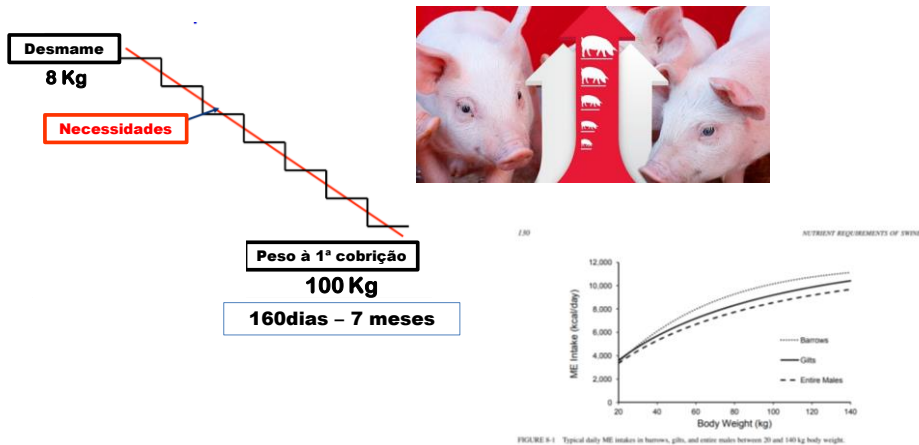 Desmame
8 Kg
Necessidades
Peso à 1ª cobrição
100 Kg
160dias – 7 meses
130
NUTRIENT REQUIREMENTS OF SWINE
12,000
10,000
8,000
6,000
4,000
2,000
0
ME Intake (kcal/day)
Barrows
Gilts
Entire Males
20 40 60 80 100 120 140
Body Weight (kg)
FIGURE 8-1 Typical daily ME intakes in barrows, gilts, and entire males between 20 and 140 kg body weight.